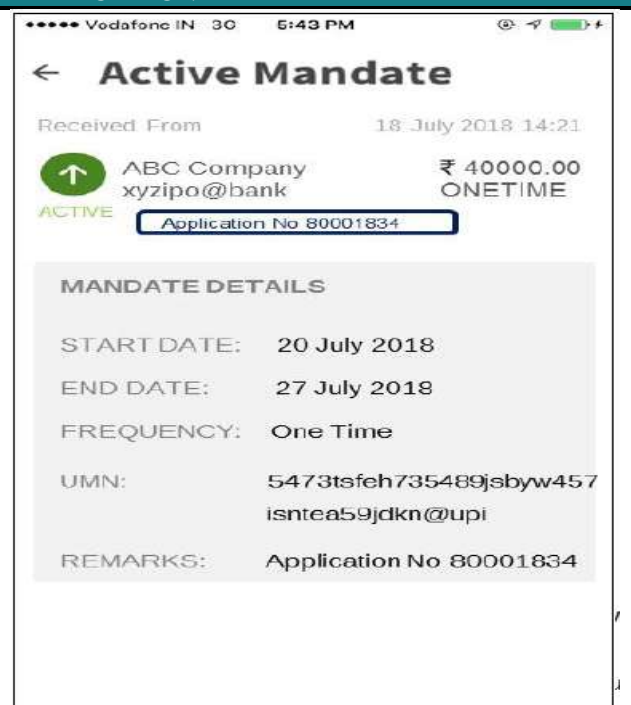 Vodafone IN 3G 5:43 PM
← Active Mandate
Received From 18 July 2018 14:21
ABC Company ₹ 40000.00
xyzipo@bank ONETIME
ACTIVE
Application No 80001834
MANDATE DETAILS
START DATE: 20 July 2018
END DATE: 27 July 2018
FREQUENCY: One Time
UMN: 5473tsfeh735489jsbyw457
isntea59jdkn@upi
REMARKS: Application No 80001834